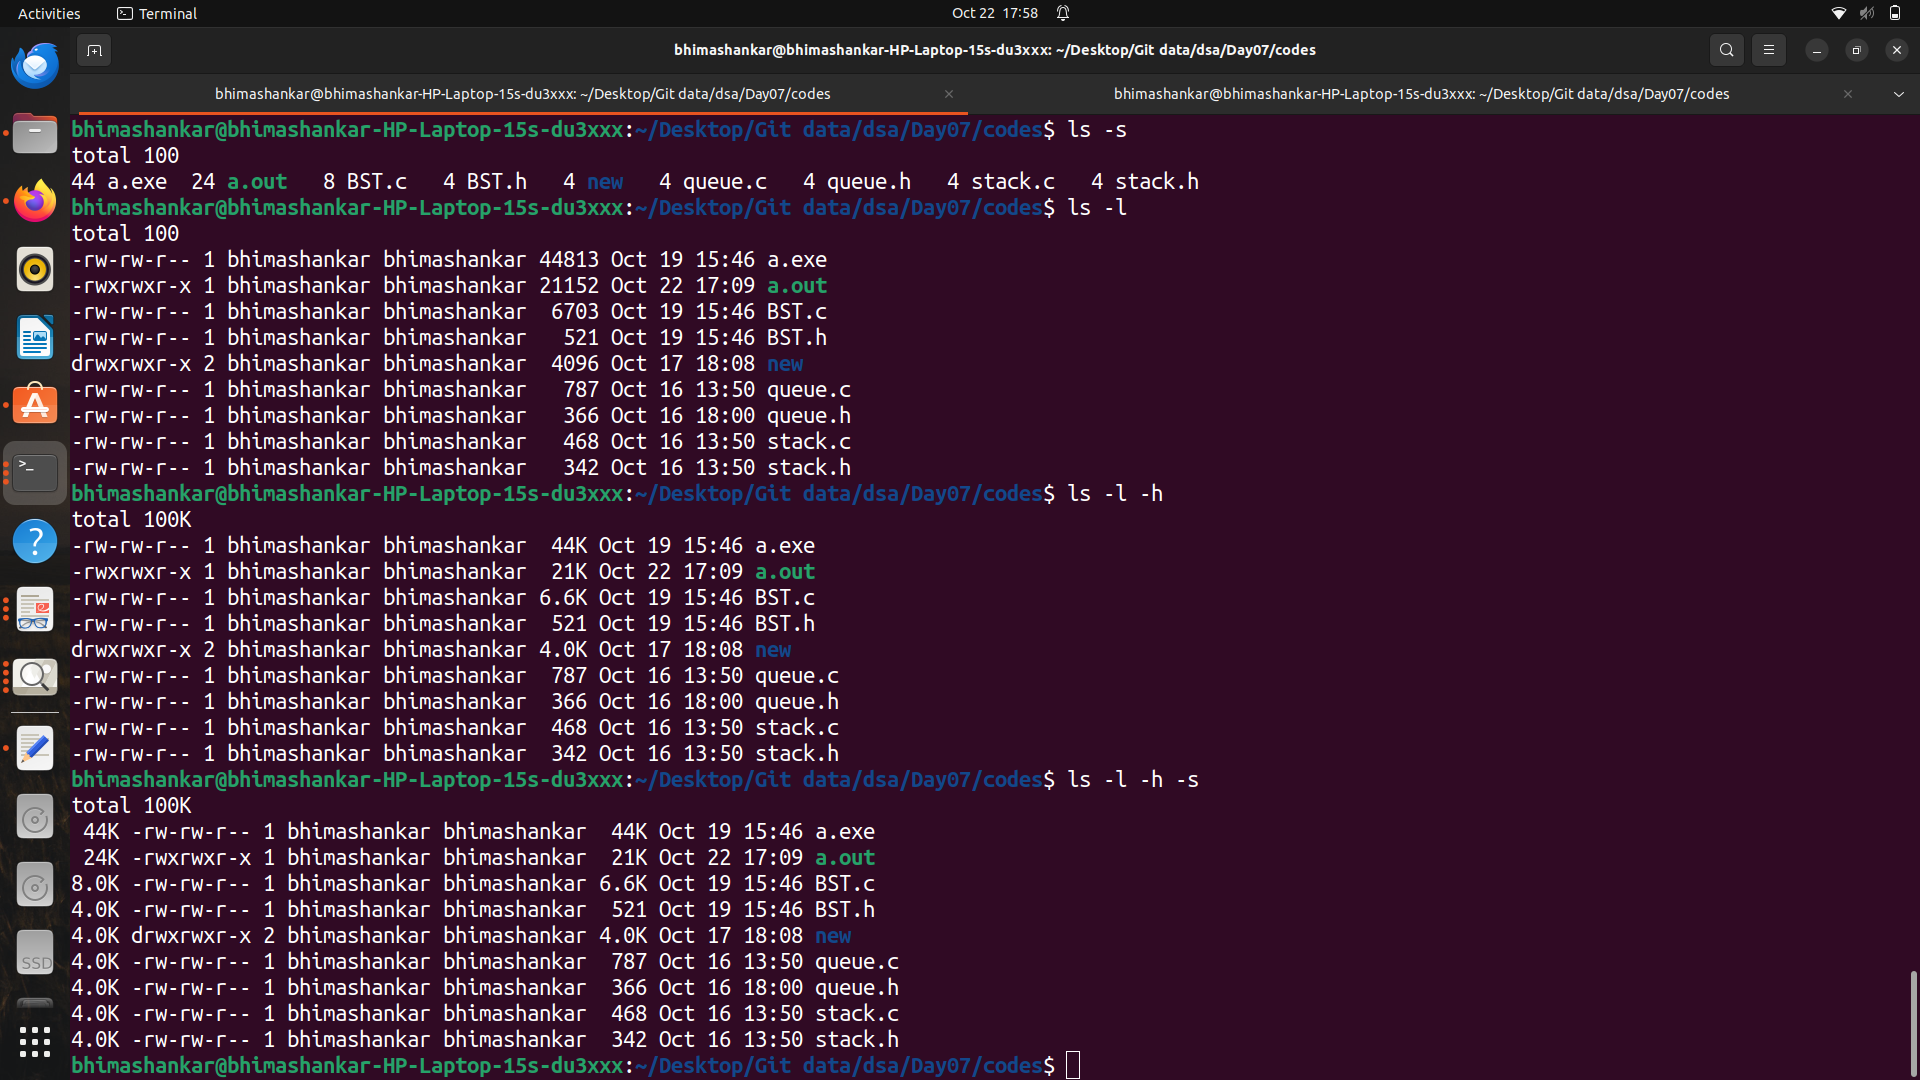 Activities Terminal Oct 22 17:58
bhimashankar@bhimashankar-HP-Laptop-15s-du3xxx: ~/Desktop/Git data/dsa/Day07/codes
bhimashankar@bhimashankar-HP-Laptop-15s-du3xxx: ~/Desktop/Git data/dsa/Day07/codes bhimashankar@bhimashankar-HP-Laptop-15s-du3xxx: ~/Desktop/Git data/dsa/Day07/codes
bhimashankar@bhimashankar-HP-Laptop-15s-du3xxx:~/Desktop/Git data/dsa/Day07/codes$ ls -s
total 100
44 a.exe  24 a.out   8 BST.c   4 BST.h   4 new   4 queue.c   4 queue.h   4 stack.c   4 stack.h
bhimashankar@bhimashankar-HP-Laptop-15s-du3xxx:~/Desktop/Git data/dsa/Day07/codes$ ls -l
total 100
-rw-rw-r-- 1 bhimashankar bhimashankar 44813 Oct 19 15:46 a.exe
-rwxrwxr-x 1 bhimashankar bhimashankar 21152 Oct 22 17:09 a.out
-rw-rw-r-- 1 bhimashankar bhimashankar  6703 Oct 19 15:46 BST.c
-rw-rw-r-- 1 bhimashankar bhimashankar   521 Oct 19 15:46 BST.h
drwxrwxr-x 2 bhimashankar bhimashankar  4096 Oct 17 18:08 new
-rw-rw-r-- 1 bhimashankar bhimashankar   787 Oct 16 13:50 queue.c
-rw-rw-r-- 1 bhimashankar bhimashankar   366 Oct 16 18:00 queue.h
-rw-rw-r-- 1 bhimashankar bhimashankar   468 Oct 16 13:50 stack.c
-rw-rw-r-- 1 bhimashankar bhimashankar   342 Oct 16 13:50 stack.h
bhimashankar@bhimashankar-HP-Laptop-15s-du3xxx:~/Desktop/Git data/dsa/Day07/codes$ ls -l -h
total 100K
-rw-rw-r-- 1 bhimashankar bhimashankar  44K Oct 19 15:46 a.exe
-rwxrwxr-x 1 bhimashankar bhimashankar  21K Oct 22 17:09 a.out
-rw-rw-r-- 1 bhimashankar bhimashankar 6.6K Oct 19 15:46 BST.c
-rw-rw-r-- 1 bhimashankar bhimashankar  521 Oct 19 15:46 BST.h
drwxrwxr-x 2 bhimashankar bhimashankar 4.0K Oct 17 18:08 new
-rw-rw-r-- 1 bhimashankar bhimashankar  787 Oct 16 13:50 queue.c
-rw-rw-r-- 1 bhimashankar bhimashankar  366 Oct 16 18:00 queue.h
-rw-rw-r-- 1 bhimashankar bhimashankar  468 Oct 16 13:50 stack.c
-rw-rw-r-- 1 bhimashankar bhimashankar  342 Oct 16 13:50 stack.h
bhimashankar@bhimashankar-HP-Laptop-15s-du3xxx:~/Desktop/Git data/dsa/Day07/codes$ ls -l -h -s
total 100K
 44K -rw-rw-r-- 1 bhimashankar bhimashankar  44K Oct 19 15:46 a.exe
 24K -rwxrwxr-x 1 bhimashankar bhimashankar  21K Oct 22 17:09 a.out
8.0K -rw-rw-r-- 1 bhimashankar bhimashankar 6.6K Oct 19 15:46 BST.c
4.0K -rw-rw-r-- 1 bhimashankar bhimashankar  521 Oct 19 15:46 BST.h
4.0K drwxrwxr-x 2 bhimashankar bhimashankar 4.0K Oct 17 18:08 new
4.0K -rw-rw-r-- 1 bhimashankar bhimashankar  787 Oct 16 13:50 queue.c
4.0K -rw-rw-r-- 1 bhimashankar bhimashankar  366 Oct 16 18:00 queue.h
SSD
4.0K -rw-rw-r-- 1 bhimashankar bhimashankar  468 Oct 16 13:50 stack.c
4.0K -rw-rw-r-- 1 bhimashankar bhimashankar  342 Oct 16 13:50 stack.h
bhimashankar@bhimashankar-HP-Laptop-15s-du3xxx:~/Desktop/Git data/dsa/Day07/codes$